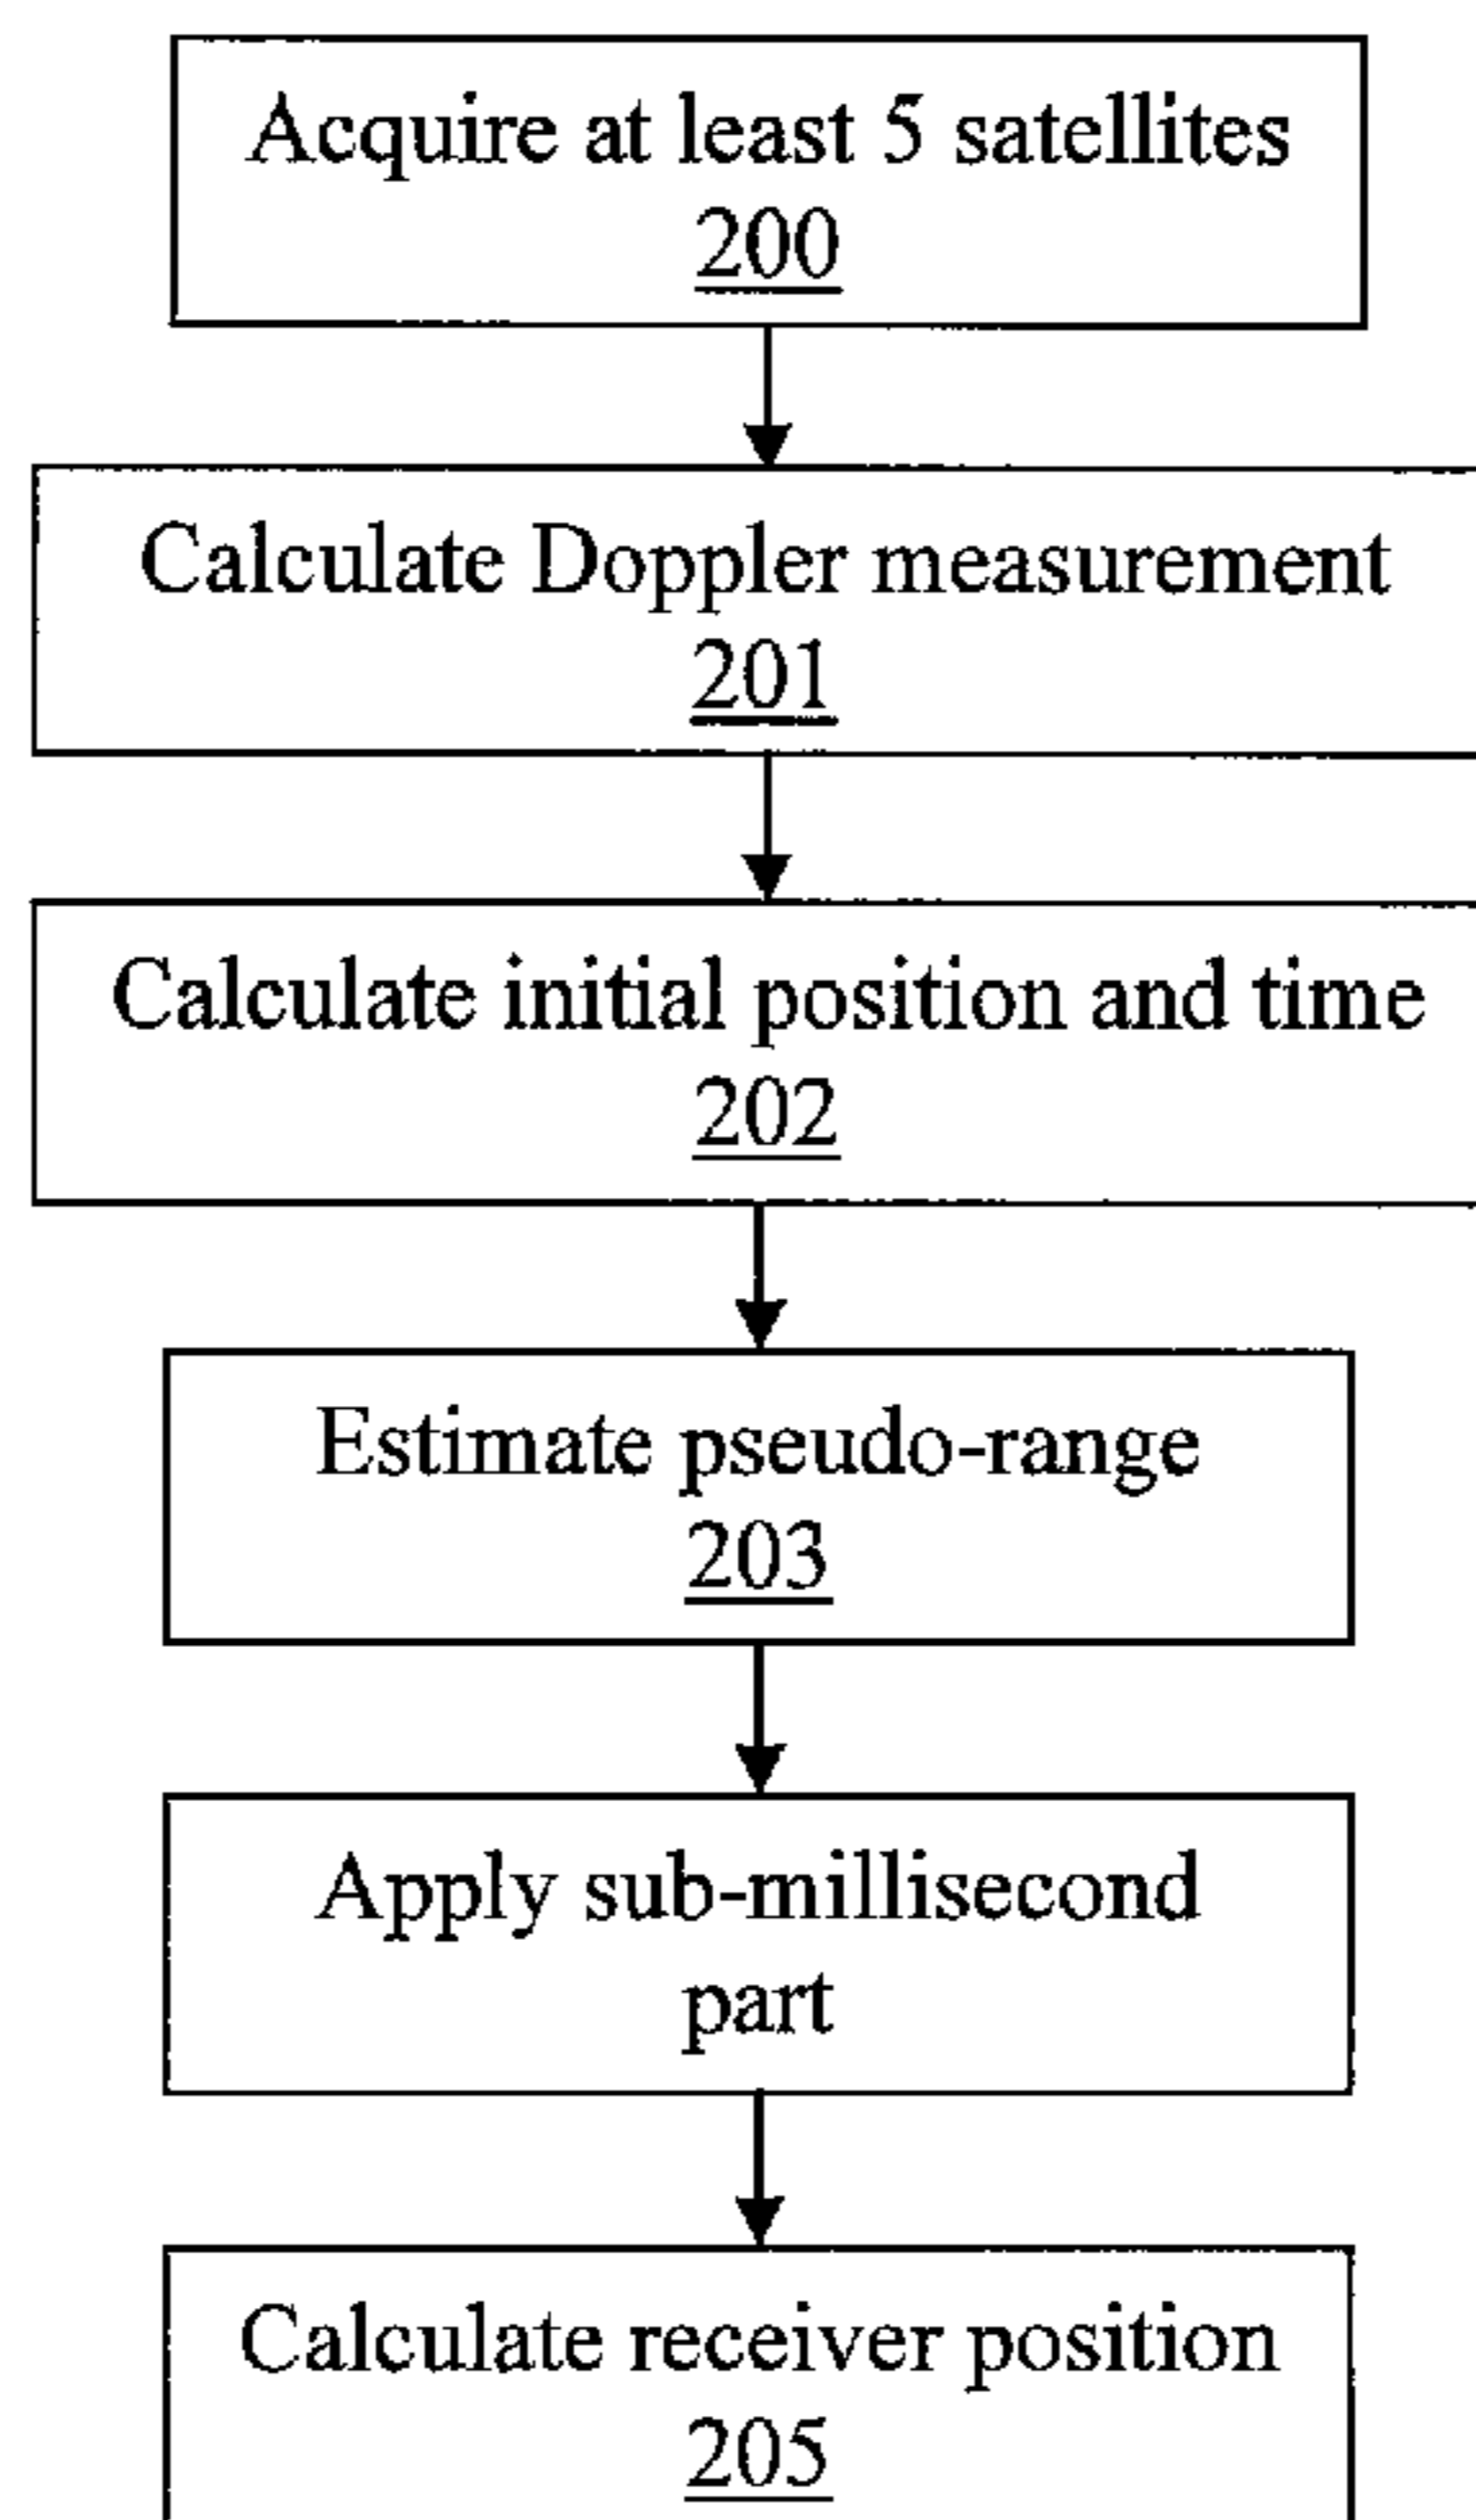 Acquire at least 5 satellites
200
Calculate Doppler measurement
201
Calculate initial position and time
202
Estimate pseudo-range
203
Apply sub-millisecond
part
Calculate receiver position
205